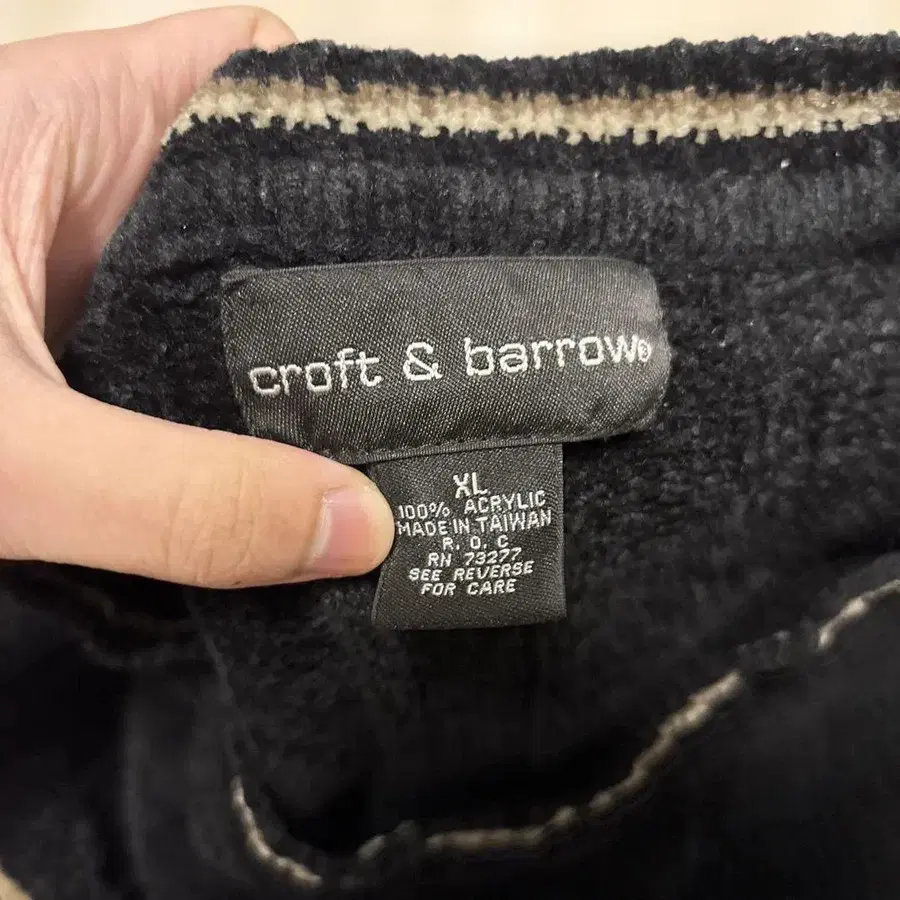 croft & barrow®
XL
100% ACRYLIC
MADE IN TAIWAN
R. O. C
RN 73277
SEE REVERSE
FOR CARE